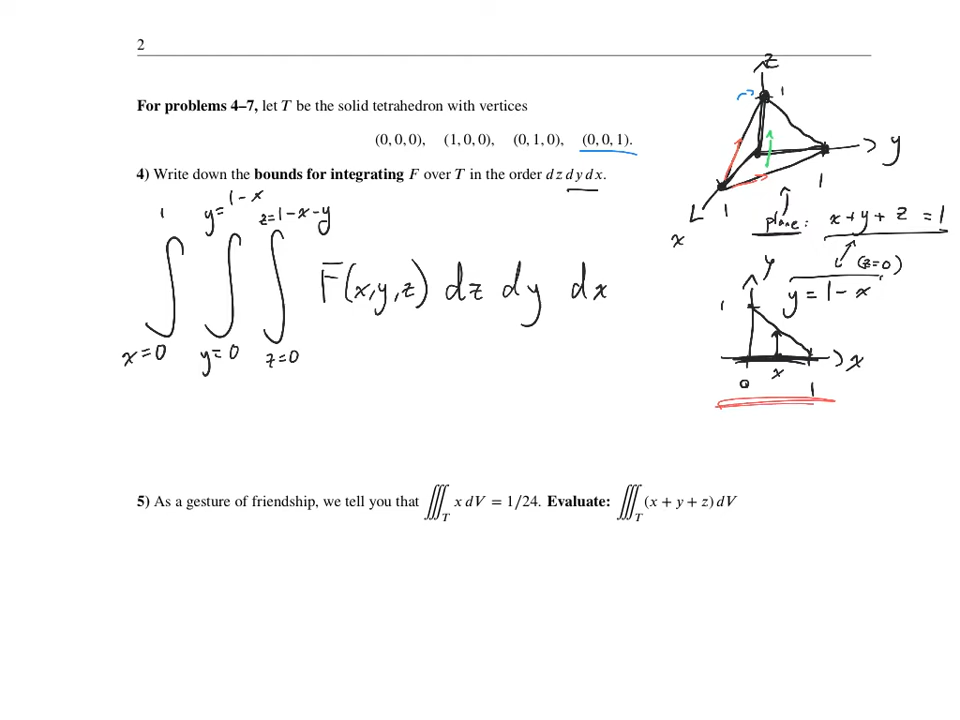 2
For problems 4–7, let T be the solid tetrahedron with vertices
(0,0,0), (1,0,0), (0,1,0), (0,0,1).
4) Write down the bounds for integrating F over T in the order dz dy dx.
z
1
y
1
1
x
plane: x+y+z=1
(z=0)
y=1-x
y
1
x
0
x
1
1
y=1-x
z=1-x-y
∫ ∫ ∫ F(x,y,z) dz dy dx
x=0
y=0
z=0
5) As a gesture of friendship, we tell you that ∭_T x dV = 1/24. Evaluate: ∭_T (x + y + z) dV